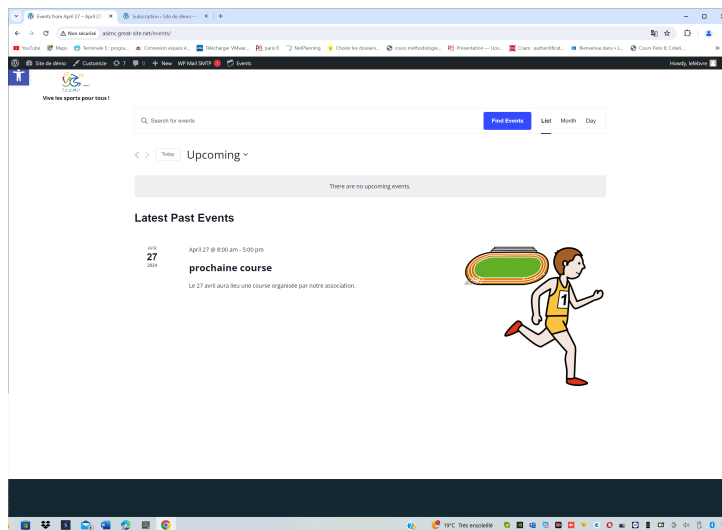 Events from April 27 – April 27
Subscription - Site de démo —
Non sécurisé
asimc.great-site.net/events/
YouTube
Maps
Terminale S : progra...
Connexion espace é...
Télécharger VMwar...
paris 8
NetPlanning
Choisir les dossiers...
cours méthodologie...
Présentation — Lice...
Cnam : authentificat...
Bienvenue dans « L...
Cours Paris 8: Créati...
Site de démo
Customize
7
0
New
WP Mail SMTP
Events
Howdy, lefebvre
Vive les sports pour tous !
Search for events
Find Events
List
Month
Day
Today
Upcoming
There are no upcoming events.
Latest Past Events
APR
27
2024
April 27 @ 8:00 am - 5:00 pm
prochaine course
Le 27 avril aura lieu une course organisée par notre association.
1
19°C Très ensoleillé